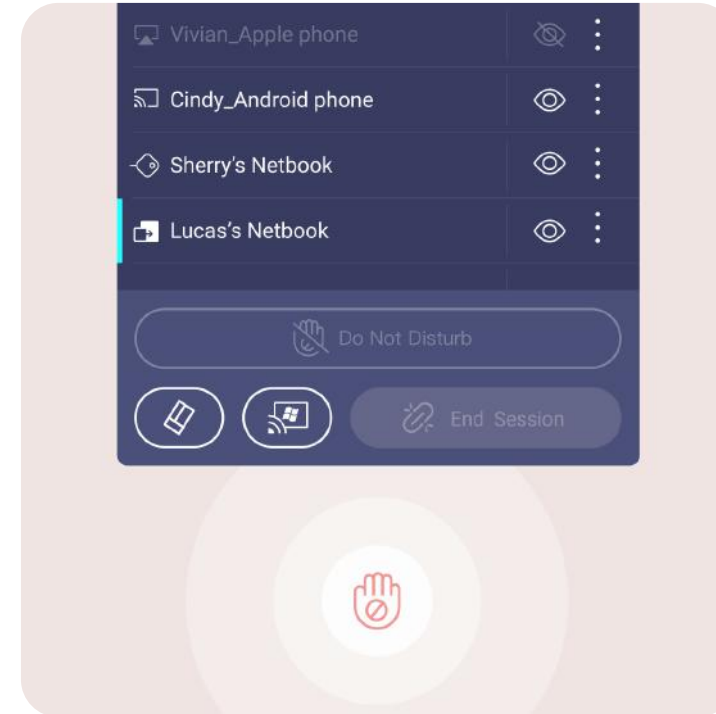 Vivian_Apple phone
Cindy_Android phone
Sherry's Netbook
Lucas's Netbook
Do Not Disturb
End Session